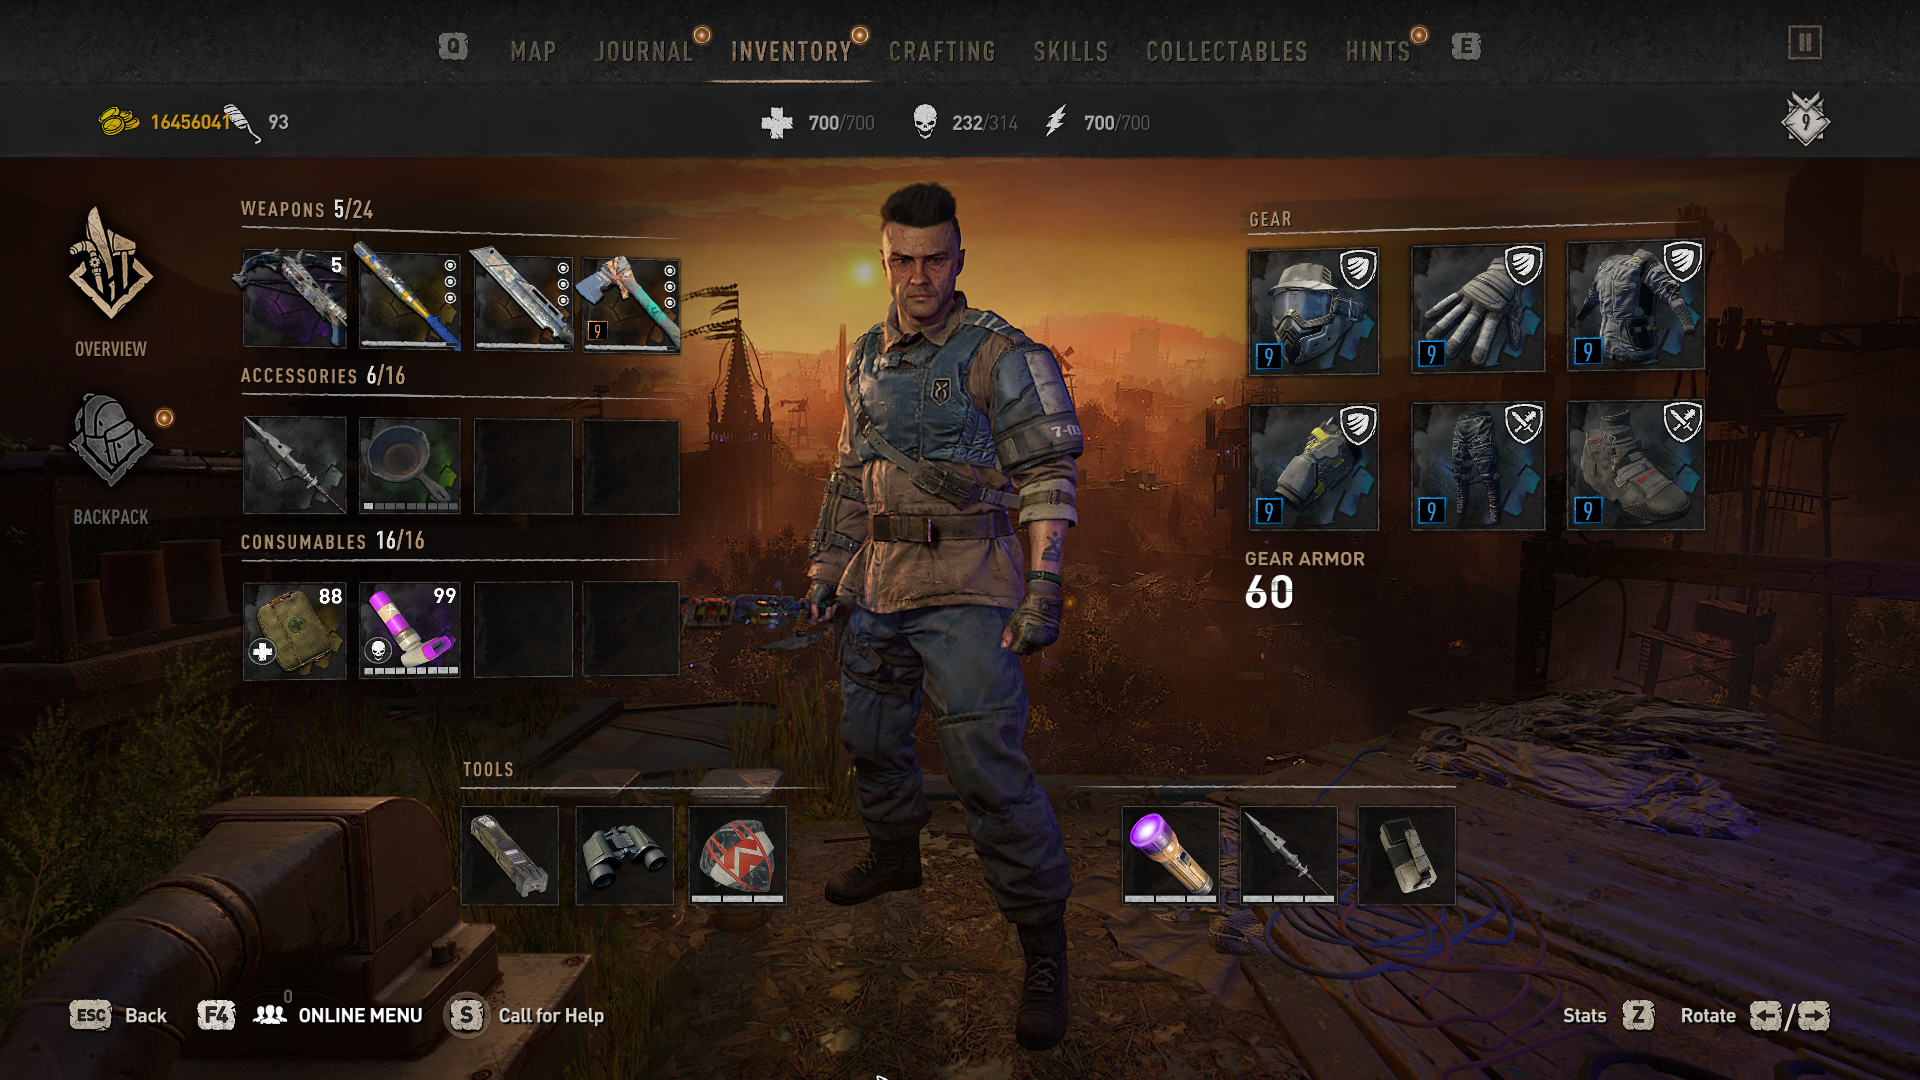 Q MAP JOURNAL INVENTORY CRAFTING SKILLS COLLECTABLES HINTS E
16456041 93 700/700 232/314 700/700 9
WEAPONS 5/24
5
9
OVERVIEW
ACCESSORIES 6/16
BACKPACK
CONSUMABLES 16/16
88 99
GEAR
9 9 9
9 9 9
GEAR ARMOR
60
7-03
TOOLS
ESC Back F4 0 ONLINE MENU S Call for Help Stats Z Rotate ←/→